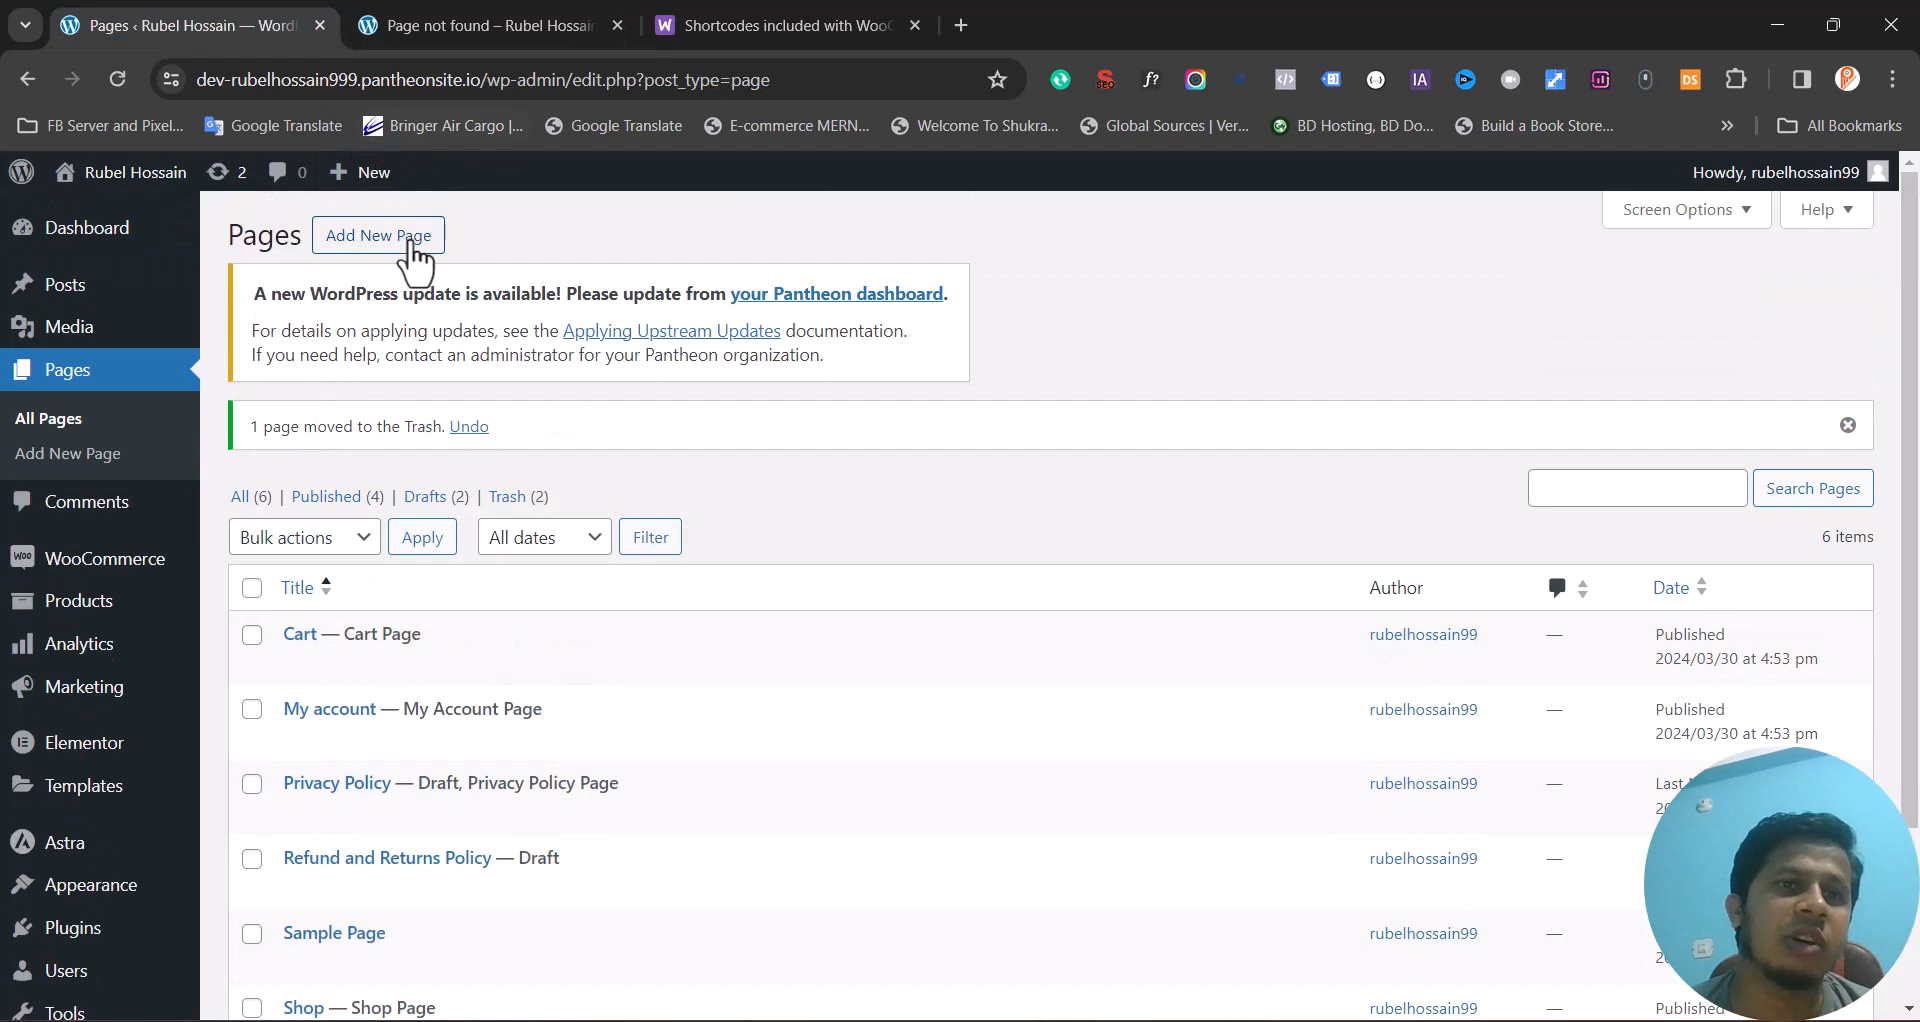 Pages ‹ Rubel Hossain — Word
Page not found – Rubel Hossain
Shortcodes included with WooC
dev-rubelhossain999.pantheonsite.io/wp-admin/edit.php?post_type=page
FB Server and Pixel...
Google Translate
Bringer Air Cargo |...
Google Translate
E-commerce MERN...
Welcome To Shukra...
Global Sources | Ver...
BD Hosting, BD Do...
Build a Book Store...
All Bookmarks
Rubel Hossain
2
0
New
Howdy, rubelhossain99
Dashboard
Posts
Media
Pages
All Pages
Add New Page
Comments
WooCommerce
Products
Analytics
Marketing
Elementor
Templates
Astra
Appearance
Plugins
Users
Tools
Pages
Add New Page
Screen Options
Help
A new WordPress update is available! Please update from your Pantheon dashboard.
For details on applying updates, see the Applying Upstream Updates documentation.
If you need help, contact an administrator for your Pantheon organization.
1 page moved to the Trash. Undo
All (6) | Published (4) | Drafts (2) | Trash (2)
Search Pages
Bulk actions
Apply
All dates
Filter
6 items
Title
Author
Date
Cart — Cart Page
rubelhossain99
—
Published
2024/03/30 at 4:53 pm
My account — My Account Page
rubelhossain99
—
Published
2024/03/30 at 4:53 pm
Privacy Policy — Draft, Privacy Policy Page
rubelhossain99
—
Last
Refund and Returns Policy — Draft
rubelhossain99
—
Sample Page
rubelhossain99
—
Shop — Shop Page
rubelhossain99
—
Published